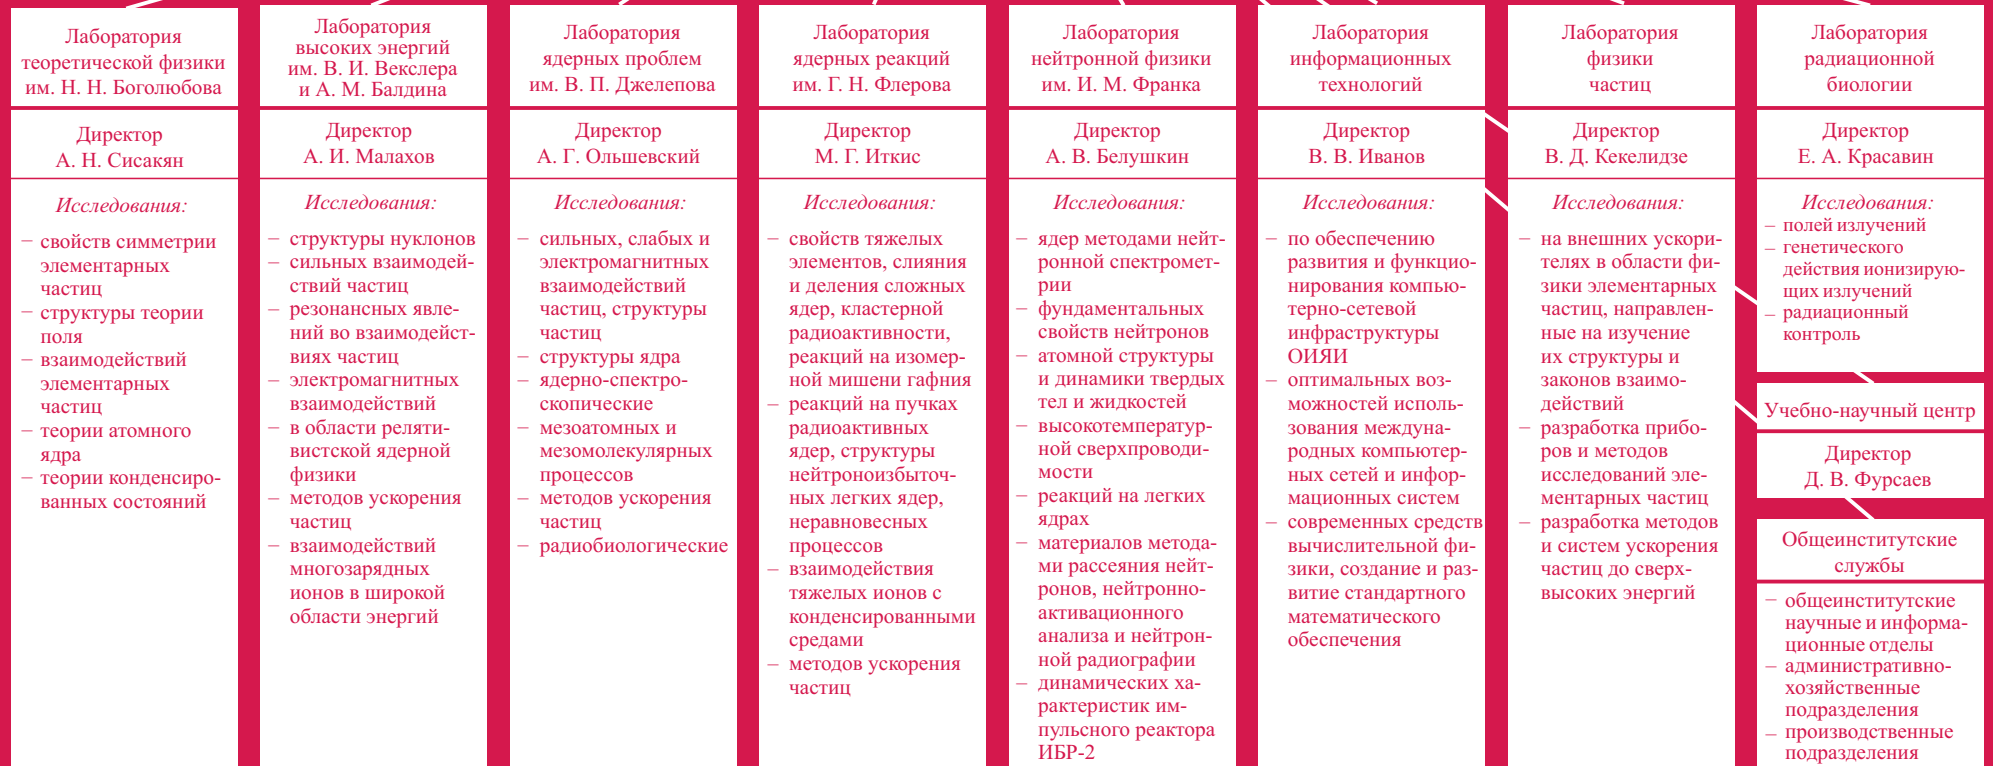 Лаборатория
теоретической физики
им. Н. Н. Боголюбова
Директор
А. Н. Сисакян
Исследования:
– свойств симметрии
элементарных
частиц
– структуры теории
поля
– взаимодействий
элементарных
частиц
– теории атомного
ядра
– теории конденсиро-
ванных состояний
Лаборатория
высоких энергий
им. В. И. Векслера
и А. М. Балдина
Директор
А. И. Малахов
Исследования:
– структуры нуклонов
– сильных взаимодей-
ствий частиц
– резонансных явле-
ний во взаимодейст-
виях частиц
– электромагнитных
взаимодействий
– в области реляти-
вистской ядерной
физики
– методов ускорения
частиц
– взаимодействий
многозарядных
ионов в широкой
области энергий
Лаборатория
ядерных проблем
им. В. П. Джелепова
Директор
А. Г. Ольшевский
Исследования:
– сильных, слабых и
электромагнитных
взаимодействий
частиц, структуры
частиц
– структуры ядра
– ядерно-спектро-
скопические
– мезоатомных и
мезомолекулярных
процессов
– методов ускорения
частиц
– радиобиологические
Лаборатория
ядерных реакций
им. Г. Н. Флерова
Директор
М. Г. Иткис
Исследования:
– свойств тяжелых
элементов, слияния
и деления сложных
ядер, кластерной
радиоактивности,
реакций на изомер-
ной мишени гафния
– реакций на пучках
радиоактивных
ядер, структуры
нейтроноизбыточ-
ных легких ядер,
неравновесных
процессов
– взаимодействия
тяжелых ионов с
конденсированными
средами
– методов ускорения
частиц
Лаборатория
нейтронной физики
им. И. М. Франка
Директор
А. В. Белушкин
Исследования:
– ядер методами нейт-
ронной спектромет-
рии
– фундаментальных
свойств нейтронов
– атомной структуры
и динамики твердых
тел и жидкостей
– высокотемператур-
ной сверхпроводи-
мости
– реакций на легких
ядрах
– материалов метода-
ми рассеяния нейт-
ронов, нейтронно-
активационного
анализа и нейтрон-
ной радиографии
– динамических ха-
рактеристик им-
пульсного реактора
ИБР-2
Лаборатория
информационных
технологий
Директор
В. В. Иванов
Исследования:
– по обеспечению
развития и функцио-
нирования компью-
терно-сетевой
инфраструктуры
ОИЯИ
– оптимальных воз-
можностей исполь-
зования междуна-
родных компьютер-
ных сетей и инфор-
мационных систем
– современных средств
вычислительной фи-
зики, создание и раз-
витие стандартного
математического
обеспечения
Лаборатория
физики
частиц
Директор
В. Д. Кекелидзе
Исследования:
– на внешних ускори-
телях в области фи-
зики элементарных
частиц, направлен-
ные на изучение
их структуры и
законов взаимо-
действий
– разработка прибо-
ров и методов
исследований эле-
ментарных частиц
– разработка методов
и систем ускорения
частиц до сверх-
высоких энергий
Лаборатория
радиационной
биологии
Директор
Е. А. Красавин
Исследования:
– полей излучений
– генетического
действия ионизирую-
щих излучений
– радиационный
контроль
Учебно-научный центр
Директор
Д. В. Фурсаев
Общеинститутские
службы
– общеинститутские
научные и информа-
ционные отделы
– административно-
хозяйственные
подразделения
– производственные
подразделения